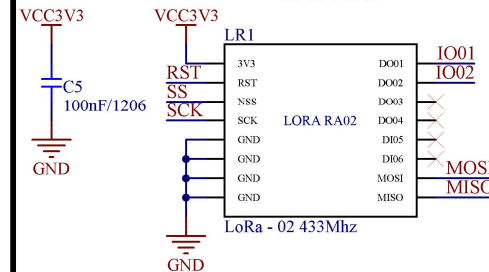 VCC3V3
VCC3V3
LR1
C5
100nF/1206
GND
RST
SS
SCK
3V3
RST
NSS
SCK
GND
GND
GND
GND
LORA RA02
DO01
DO02
DO03
DO04
DI05
DI06
MOSI
MISO
IO01
IO02
MOSI
MISO
LoRa - 02 433Mhz
GND